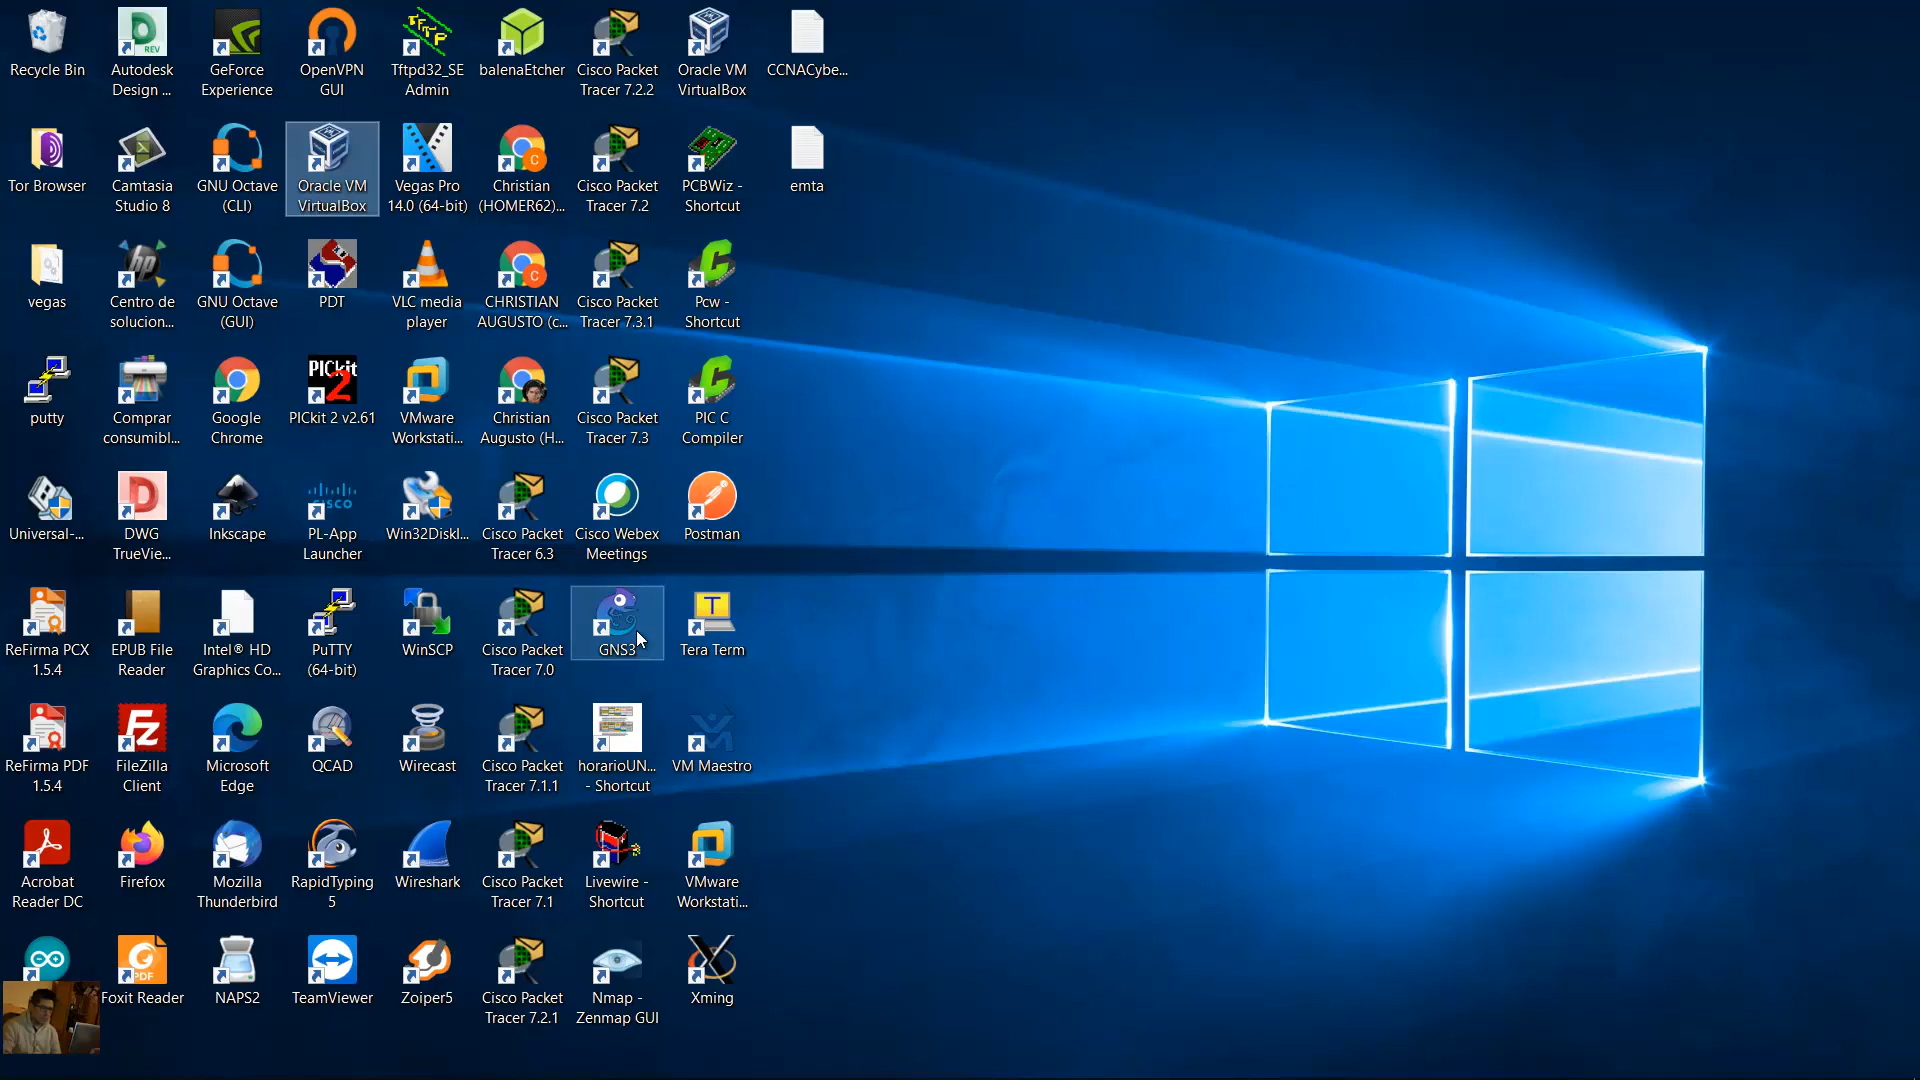 Recycle Bin
Autodesk
Design ...
GeForce
Experience
OpenVPN
GUI
Tftpd32_SE
Admin
balenaEtcher
Cisco Packet
Tracer 7.2.2
Oracle VM
VirtualBox
CCNACybe...
Tor Browser
Camtasia
Studio 8
GNU Octave
(CLI)
Oracle VM
VirtualBox
Vegas Pro
14.0 (64-bit)
Christian
(HOMER62)...
Cisco Packet
Tracer 7.2
PCBWiz -
Shortcut
emta
vegas
Centro de
solucion...
GNU Octave
(GUI)
PDT
VLC media
player
CHRISTIAN
AUGUSTO (c...
Cisco Packet
Tracer 7.3.1
Pcw -
Shortcut
putty
Comprar
consumibl...
Google
Chrome
PICkit 2 v2.61
VMware
Workstati...
Christian
Augusto (H...
Cisco Packet
Tracer 7.3
PIC C
Compiler
Universal-...
DWG
TrueVie...
Inkscape
PL-App
Launcher
Win32DiskI...
Cisco Packet
Tracer 6.3
Cisco Webex
Meetings
Postman
ReFirma PCX
1.5.4
EPUB File
Reader
Intel® HD
Graphics Co...
PuTTY
(64-bit)
WinSCP
Cisco Packet
Tracer 7.0
GNS3
Tera Term
ReFirma PDF
1.5.4
FileZilla
Client
Microsoft
Edge
QCAD
Wirecast
Cisco Packet
Tracer 7.1.1
horarioUN...
- Shortcut
VM Maestro
Acrobat
Reader DC
Firefox
Mozilla
Thunderbird
RapidTyping
5
Wireshark
Cisco Packet
Tracer 7.1
Livewire -
Shortcut
VMware
Workstati...
Foxit Reader
NAPS2
TeamViewer
Zoiper5
Cisco Packet
Tracer 7.2.1
Nmap -
Zenmap GUI
Xming